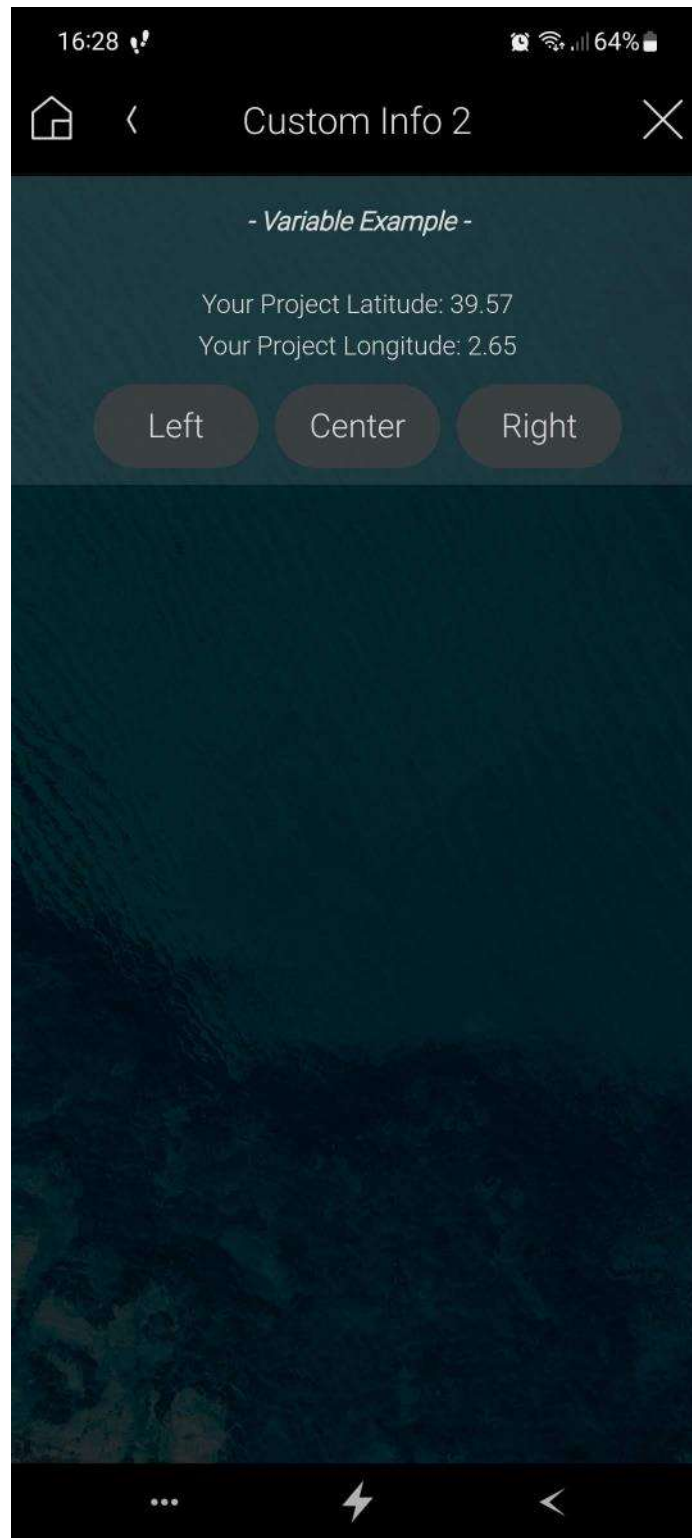 16:28
64%
Custom Info 2
- Variable Example -
Your Project Latitude: 39.57
Your Project Longitude: 2.65
Left Center Right